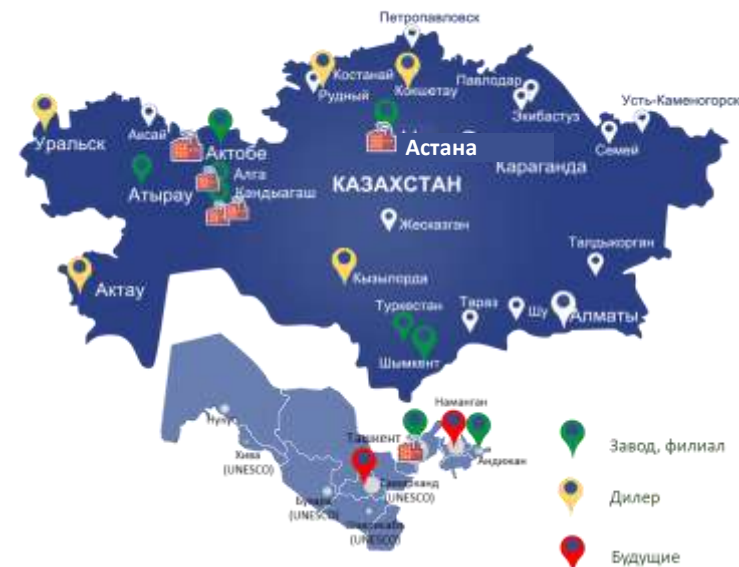 Петропавловск
Костанай
Рудный
Кокшетау
Павлодар
Экибастуз
Усть-Каменогорск
Семей
Уральск
Аксай
Актобе
Астана
Караганда
Алга
Кандыагаш
Атырау
КАЗАХСТАН
Жесказган
Талдыкорган
Актау
Кызылорда
Туркестан
Тараз
Шу
Алматы
Шымкент
Наманган
Нукус
Ташкент
Андижан
Хива
(UNESCO)
Самарканд
(UNESCO)
Бухара
(UNESCO)
(UNESCO)
Завод, филиал
Дилер
Будущие